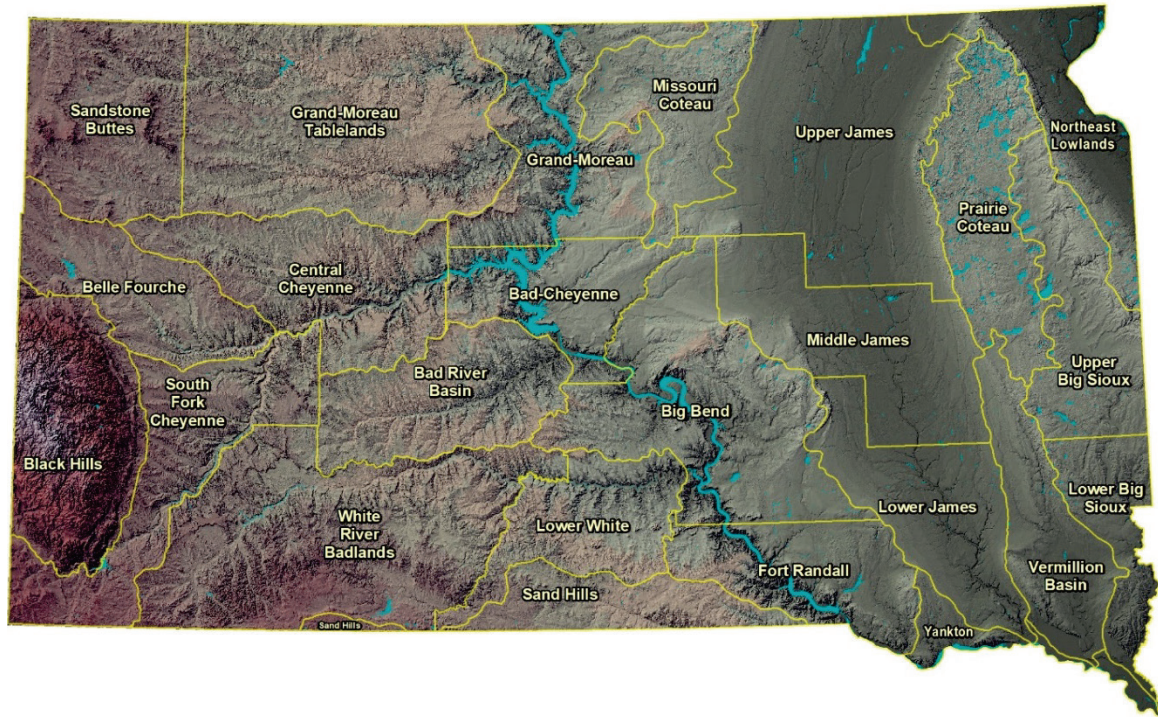 Missouri
Coteau
Sandstone
Buttes
Grand-Moreau
Tablelands
Upper James
Northeast
Lowlands
Grand-Moreau
Prairie
Coteau
Central
Cheyenne
Belle Fourche
Bad-Cheyenne
Middle James
Upper
Big Sioux
Bad River
Basin
South
Fork
Cheyenne
Big Bend
Black Hills
Lower Big
Sioux
White
River
Badlands
Lower White
Lower James
Fort Randall
Vermillion
Basin
Sand Hills
Sand Hills
Yankton